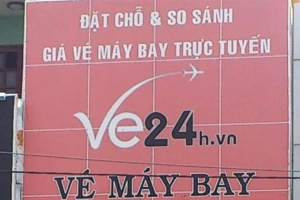 ĐẶT CHỖ & SO SÁNH
GIÁ VÉ MÁY BAY TRỰC TUYẾN
Ve24h.vn
VÉ MÁY BAY